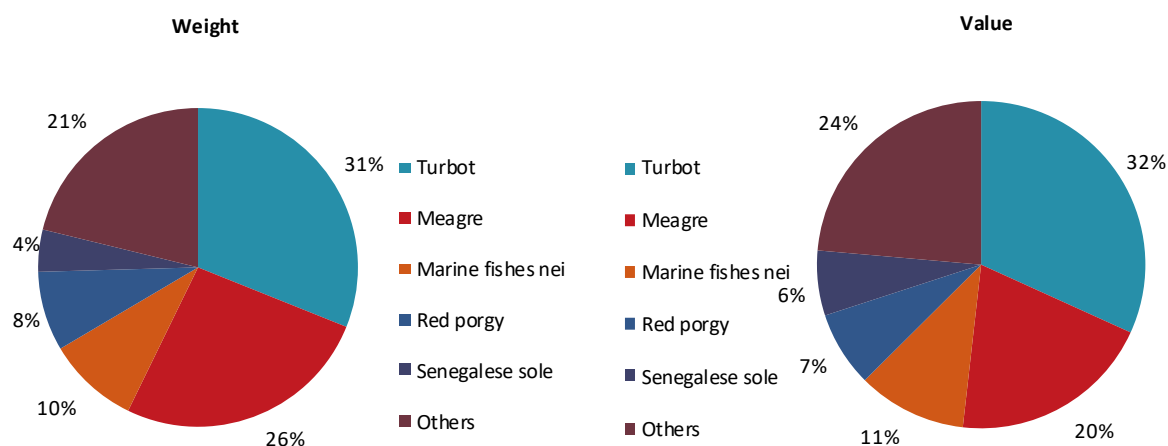 Weight
21%
31%
4%
8%
10%
26%
Turbot
Meagre
Marine fishes nei
Red porgy
Senegalese sole
Others
Value
24%
32%
6%
7%
11%
20%
Turbot
Meagre
Marine fishes nei
Red porgy
Senegalese sole
Others